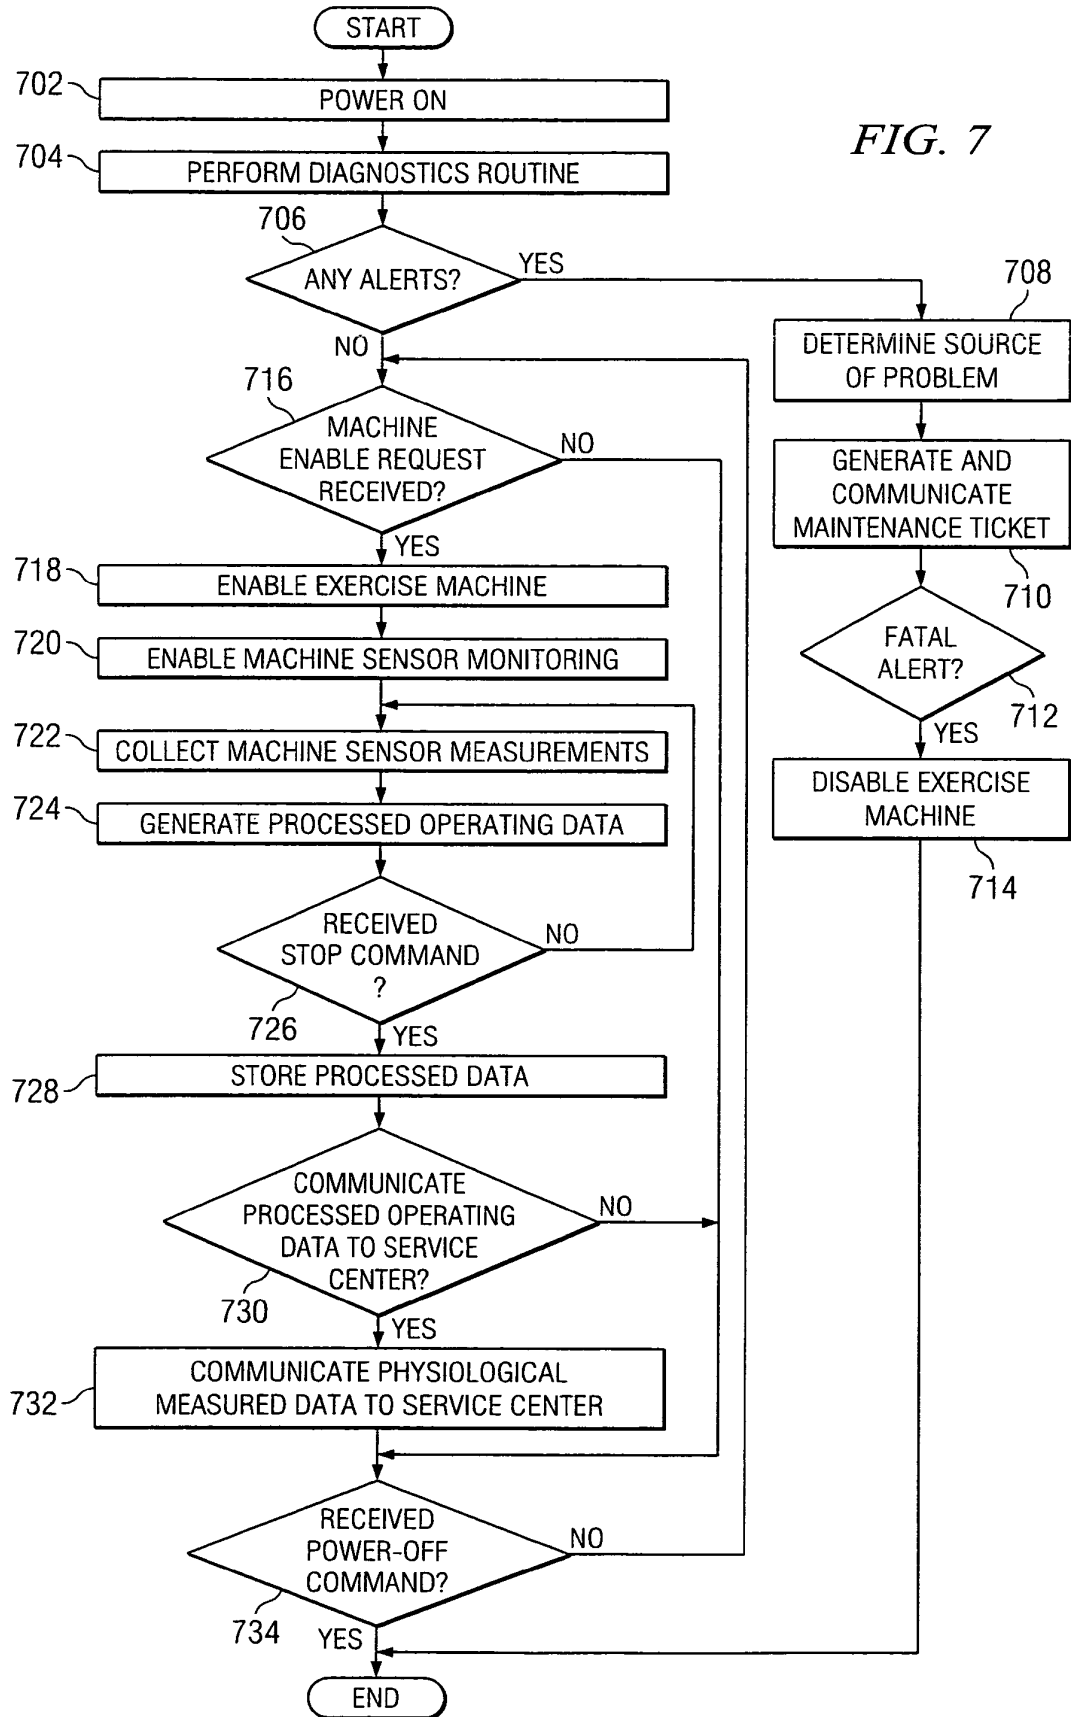 START
702
POWER ON
FIG. 7
704
PERFORM DIAGNOSTICS ROUTINE
706
ANY ALERTS?
YES
NO
708
DETERMINE SOURCE
OF PROBLEM
716
MACHINE
ENABLE REQUEST
RECEIVED?
NO
YES
GENERATE AND
COMMUNICATE
MAINTENANCE TICKET
710
718
ENABLE EXERCISE MACHINE
720
ENABLE MACHINE SENSOR MONITORING
FATAL
ALERT?
712
YES
722
COLLECT MACHINE SENSOR MEASUREMENTS
724
GENERATE PROCESSED OPERATING DATA
DISABLE EXERCISE
MACHINE
714
RECEIVED
STOP COMMAND
?
NO
726
YES
728
STORE PROCESSED DATA
COMMUNICATE
PROCESSED OPERATING
DATA TO SERVICE
CENTER?
NO
730
YES
732
COMMUNICATE PHYSIOLOGICAL
MEASURED DATA TO SERVICE CENTER
RECEIVED
POWER-OFF
COMMAND?
NO
734
YES
END